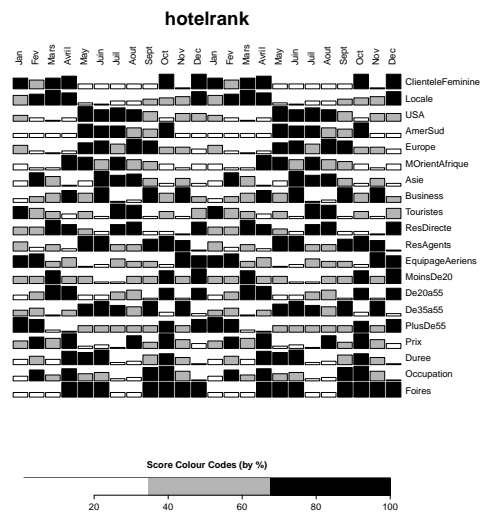 hotelrank
Jan Fev Mars Avril May Juin Juil Aout Sept Oct Nov Dec Jan Fev Mars Avril May Juin Juil Aout Sept Oct Nov Dec
ClienteleFeminine
Locale
USA
AmerSud
Europe
MOrientAfrique
Asie
Business
Touristes
ResDirecte
ResAgents
EquipageAeriens
MoinsDe20
De20a55
De35a55
PlusDe55
Prix
Duree
Occupation
Foires
Score Colour Codes (by %)
20 40 60 80 100